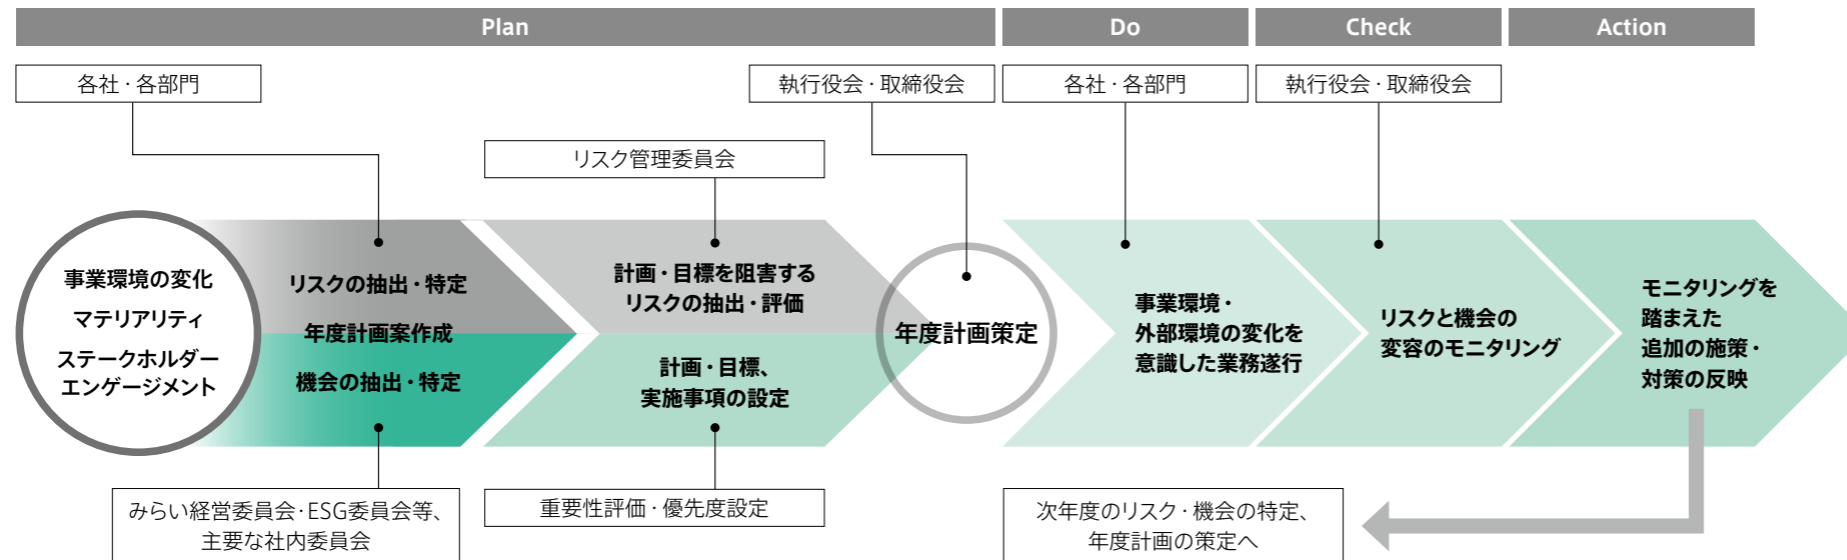 Plan
Do
Check
Action
各社・各部門
執行役会・取締役会
各社・各部門
執行役会・取締役会
リスク管理委員会
事業環境の変化
マテリアリティ
ステークホルダー
エンゲージメント
リスクの抽出・特定
年度計画案作成
機会の抽出・特定
計画・目標を阻害する
リスクの抽出・評価
計画・目標、
実施事項の設定
年度計画策定
事業環境・
外部環境の変化を
意識した業務遂行
リスクと機会の
変容のモニタリング
モニタリングを
踏まえた
追加の施策・
対策の反映
みらい経営委員会・ESG委員会等、
主要な社内委員会
重要性評価・優先度設定
次年度のリスク・機会の特定、
年度計画の策定へ